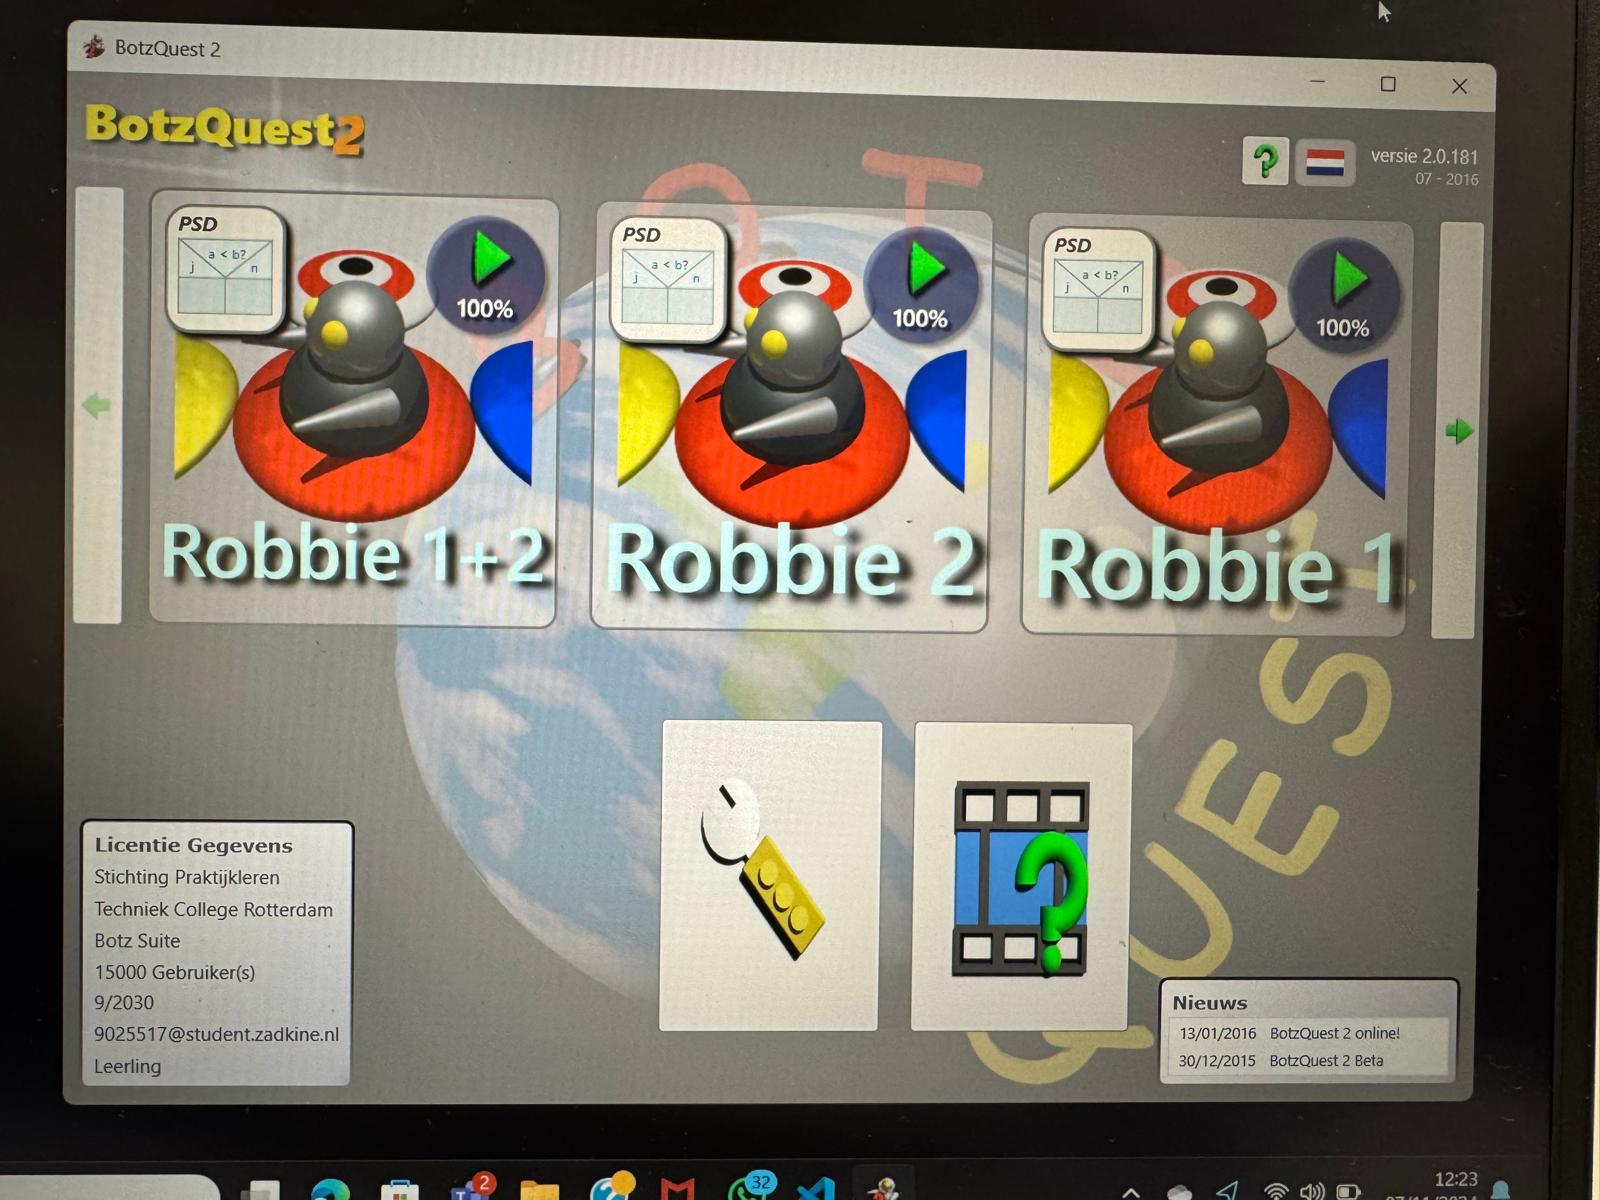 BotzQuest 2
BotzQuest2
versie 2.0.181
07 - 2016
PSD
a < b?
j n
100%
Robbie 1+2
PSD
a < b?
j n
100%
Robbie 2
PSD
a < b?
j n
100%
Robbie 1
BOT
QUEST
Licentie Gegevens
Stichting Praktijkleren
Techniek College Rotterdam
Botz Suite
15000 Gebruiker(s)
9/2030
9025517@student.zadkine.nl
Leerling
Nieuws
13/01/2016 BotzQuest 2 online!
30/12/2015 BotzQuest 2 Beta
2
32
12:23